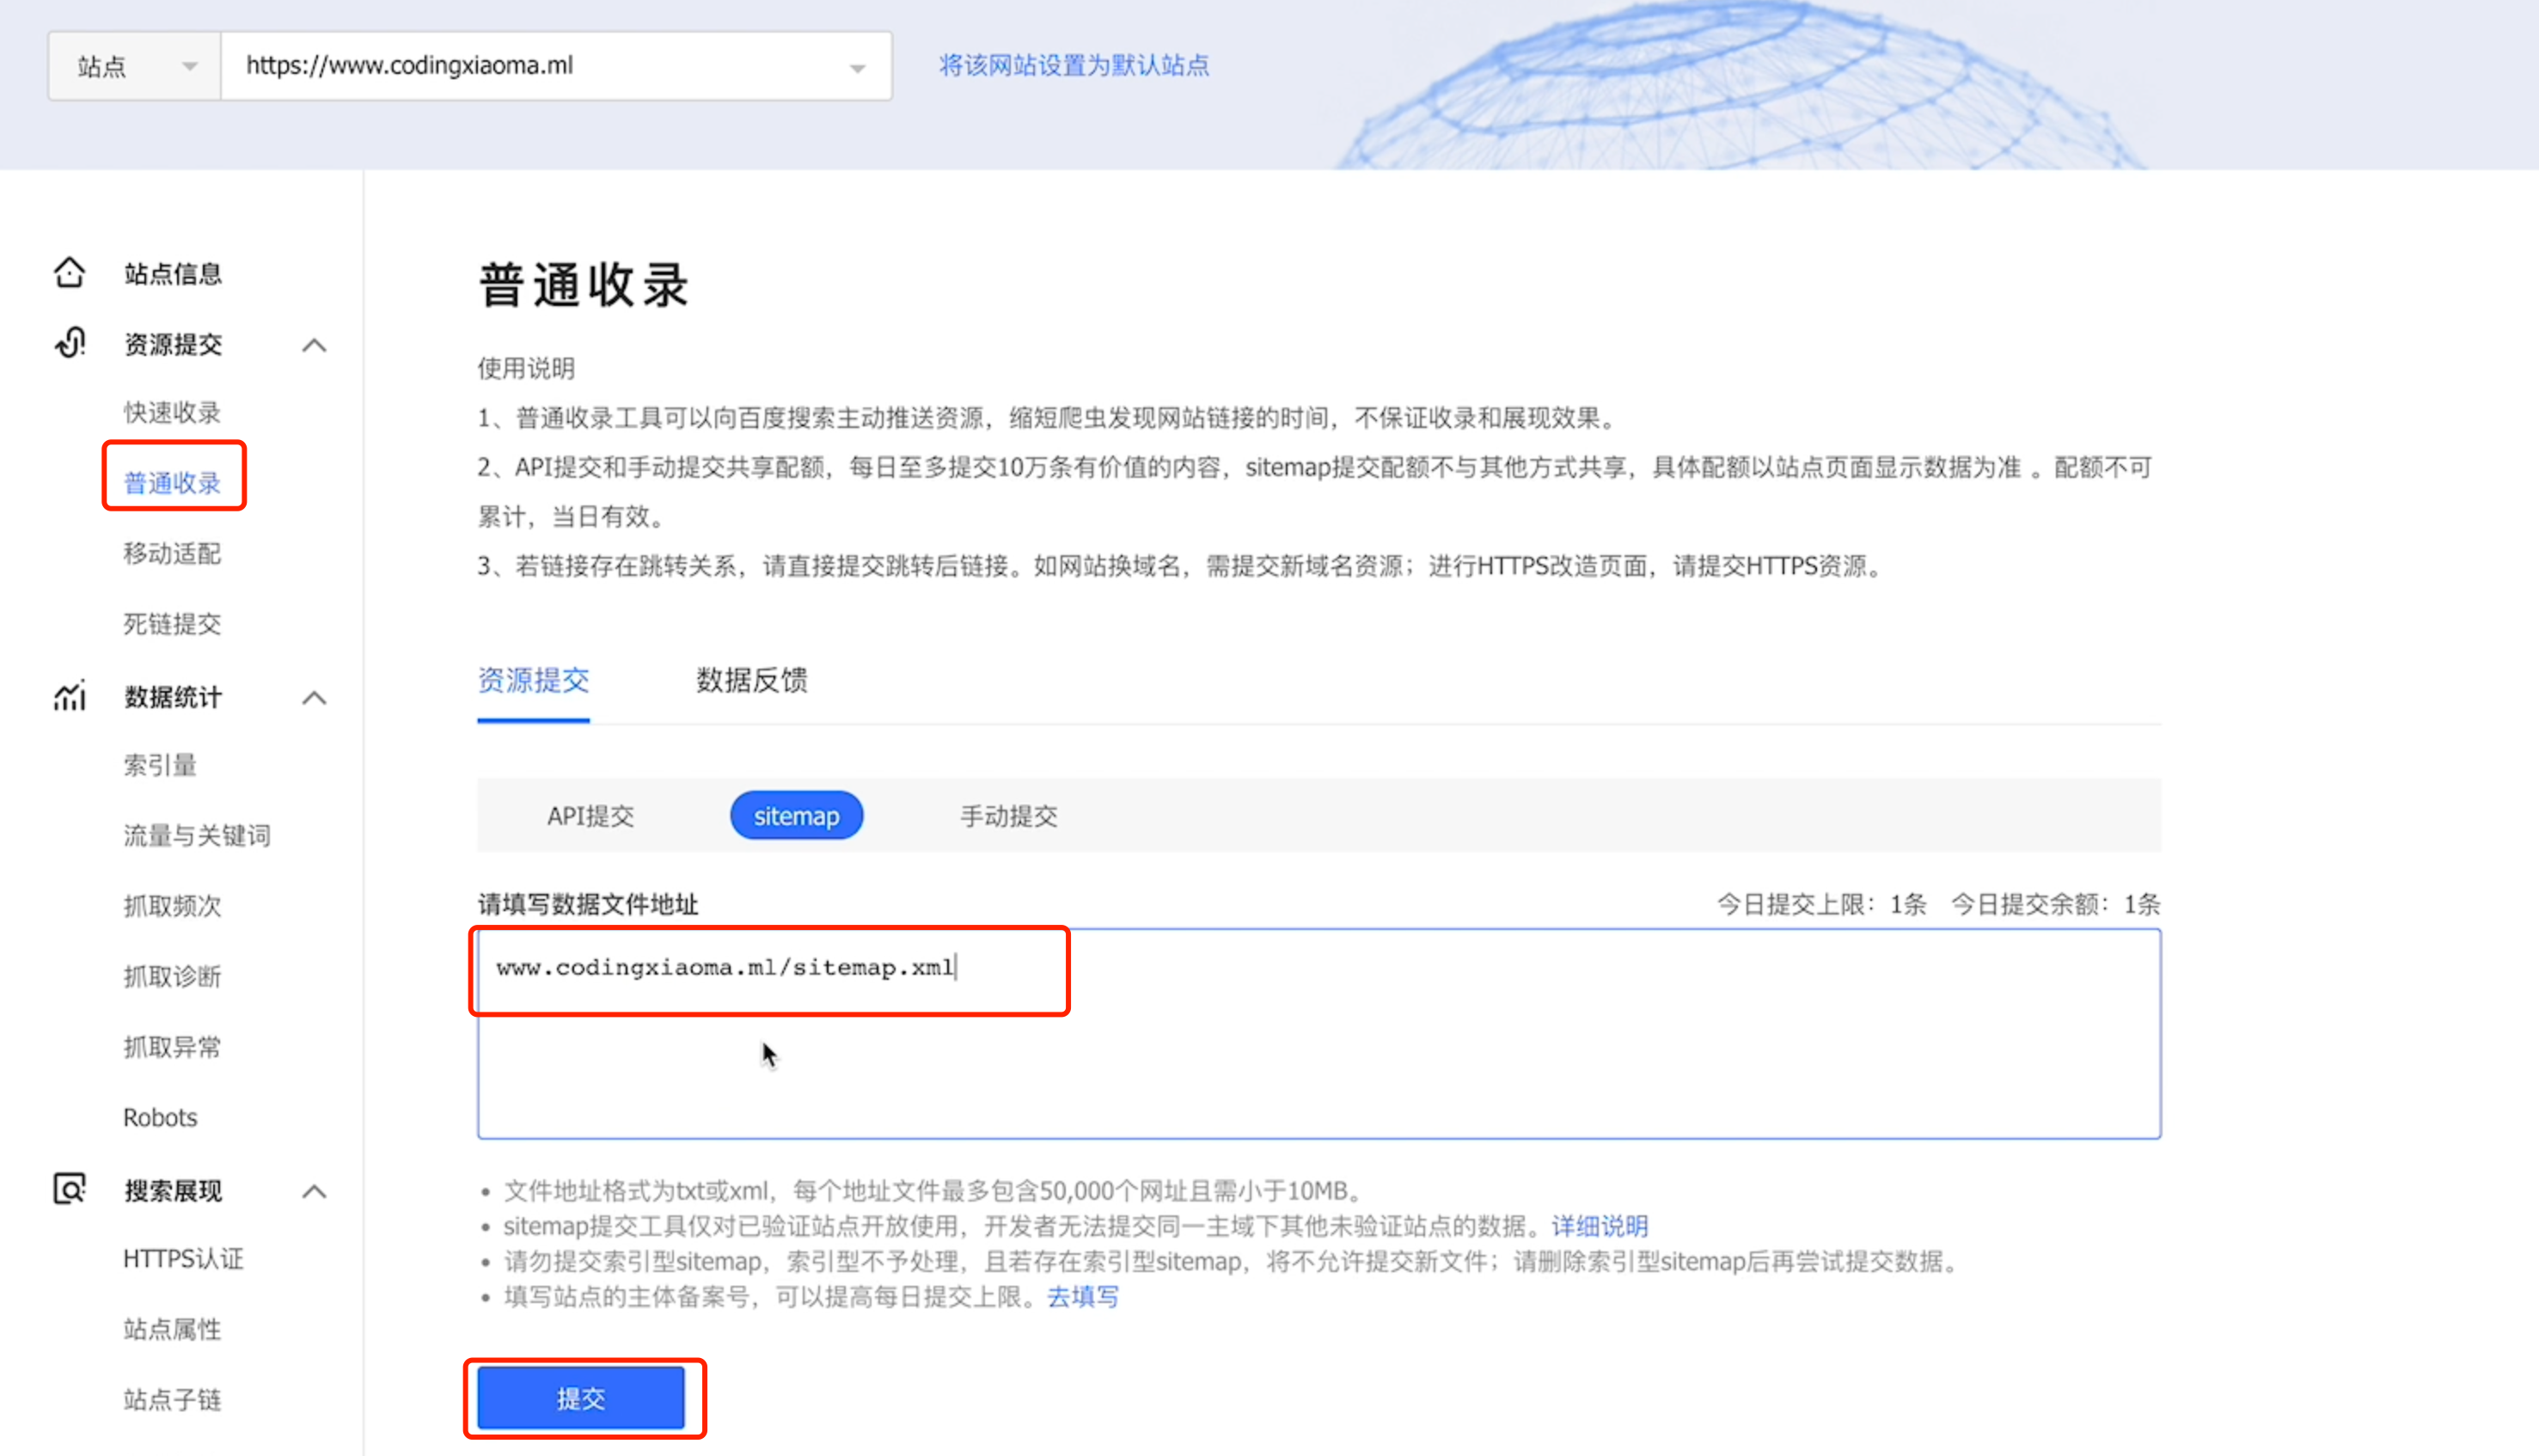 站点
https://www.codingxiaoma.ml
将该网站设置为默认站点
站点信息
资源提交
快速收录
普通收录
移动适配
死链提交
数据统计
索引量
流量与关键词
抓取频次
抓取诊断
抓取异常
Robots
搜索展现
HTTPS认证
站点属性
站点子链
普通收录
使用说明
1、普通收录工具可以向百度搜索主动推送资源，缩短爬虫发现网站链接的时间，不保证收录和展现效果。
2、API提交和手动提交共享配额，每日至多提交10万条有价值的内容，sitemap提交配额不与其他方式共享，具体配额以站点页面显示数据为准 。配额不可
累计，当日有效。
3、若链接存在跳转关系，请直接提交跳转后链接。如网站换域名，需提交新域名资源；进行HTTPS改造页面，请提交HTTPS资源。
资源提交 数据反馈
API提交 sitemap 手动提交
请填写数据文件地址 今日提交上限：1条 今日提交余额：1条
www.codingxiaoma.ml/sitemap.xml
• 文件地址格式为txt或xml，每个地址文件最多包含50,000个网址且需小于10MB。
• sitemap提交工具仅对已验证站点开放使用，开发者无法提交同一主域下其他未验证站点的数据。详细说明
• 请勿提交索引型sitemap，索引型不予处理，且若存在索引型sitemap，将不允许提交新文件；请删除索引型sitemap后再尝试提交数据。
• 填写站点的主体备案号，可以提高每日提交上限。去填写
提交